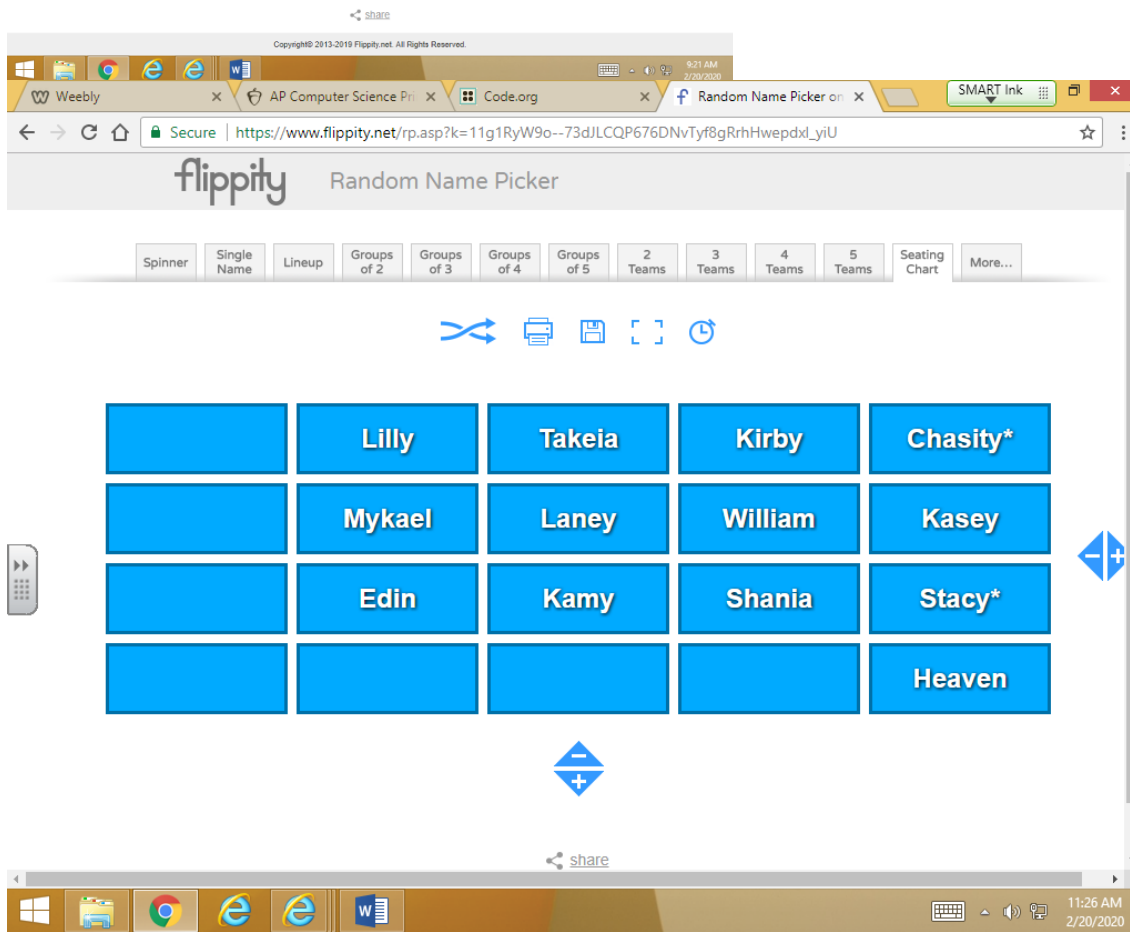 share
Copyright© 2013-2019 Flippity.net. All Rights Reserved.
9:21 AM
2/20/2020
Weebly
AP Computer Science Pri
Code.org
Random Name Picker on
SMART Ink
Secure | https://www.flippity.net/rp.asp?k=11g1RyW9o--73dJLCQP676DNvTyf8gRrhHwepdxl_yiU
flippity Random Name Picker
Spinner
Single
Name
Lineup
Groups
of 2
Groups
of 3
Groups
of 4
Groups
of 5
2
Teams
3
Teams
4
Teams
5
Teams
Seating
Chart
More...
Lilly Takeia Kirby Chasity*
Mykael Laney William Kasey
Edin Kamy Shania Stacy*
Heaven
share
11:26 AM
2/20/2020